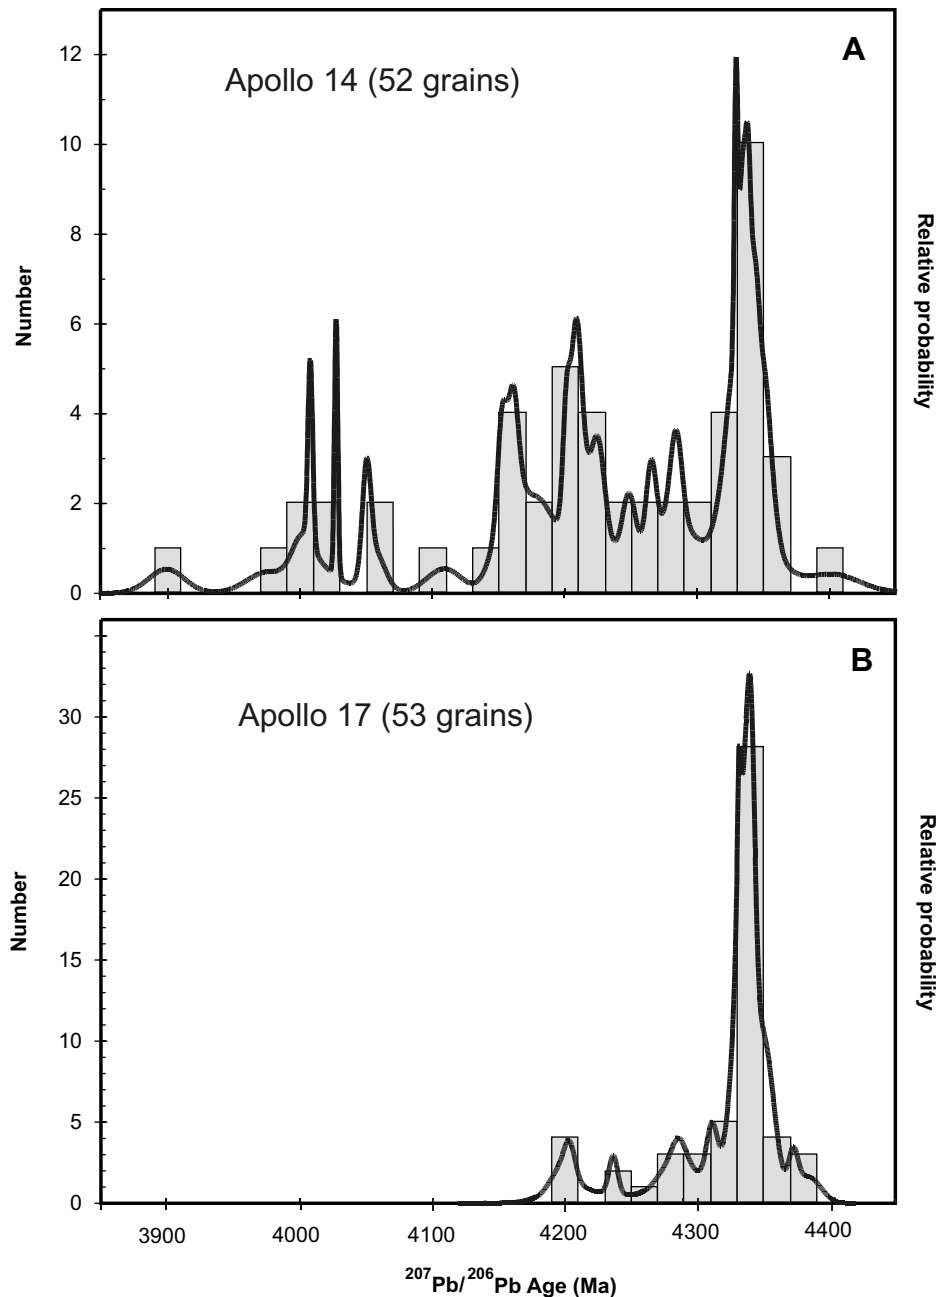 A
Apollo 14 (52 grains)
12
10
8
6
4
2
0
Number
Relative probability
B
Apollo 17 (53 grains)
30
25
20
15
10
5
0
Number
Relative probability
3900 4000 4100 4200 4300 4400
²⁰⁷Pb/²⁰⁶Pb Age (Ma)